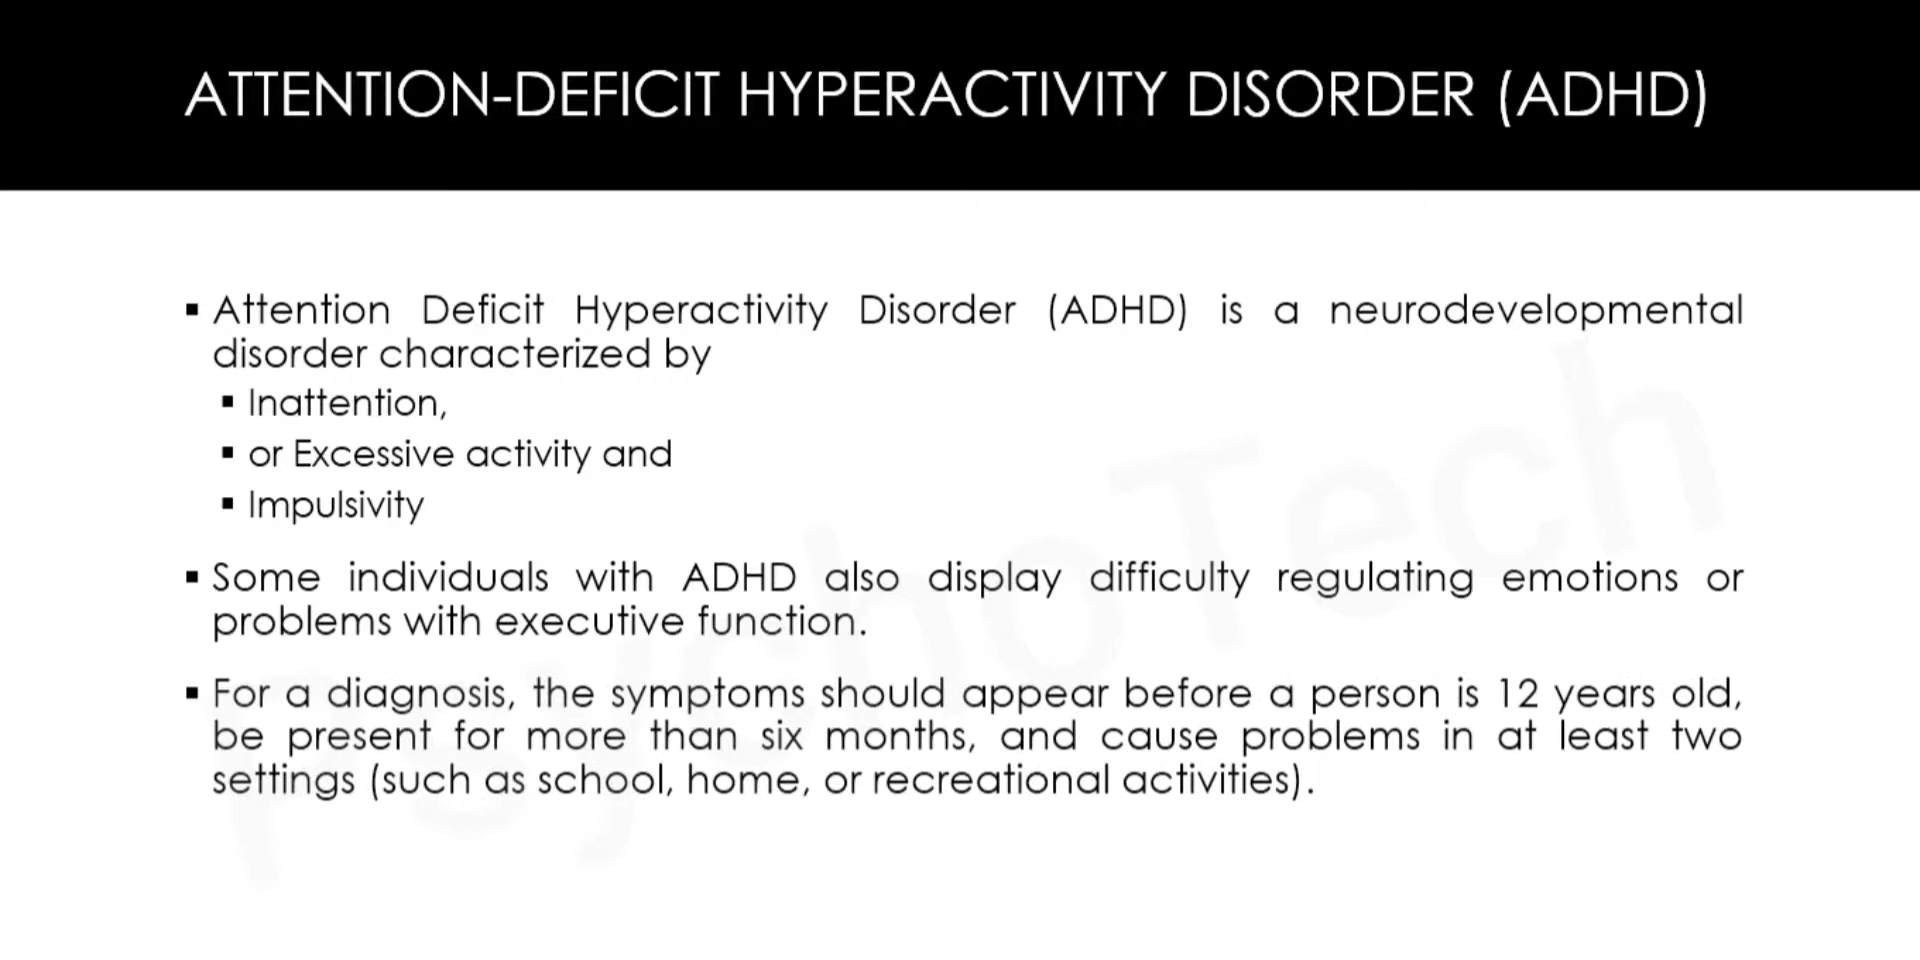 ATTENTION-DEFICIT HYPERACTIVITY DISORDER (ADHD)
▪ Attention Deficit Hyperactivity Disorder (ADHD) is a neurodevelopmental
disorder characterized by
▪ Inattention,
▪ or Excessive activity and
▪ Impulsivity
▪ Some individuals with ADHD also display difficulty regulating emotions or
problems with executive function.
▪ For a diagnosis, the symptoms should appear before a person is 12 years old,
be present for more than six months, and cause problems in at least two
settings (such as school, home, or recreational activities).
PsychoTech